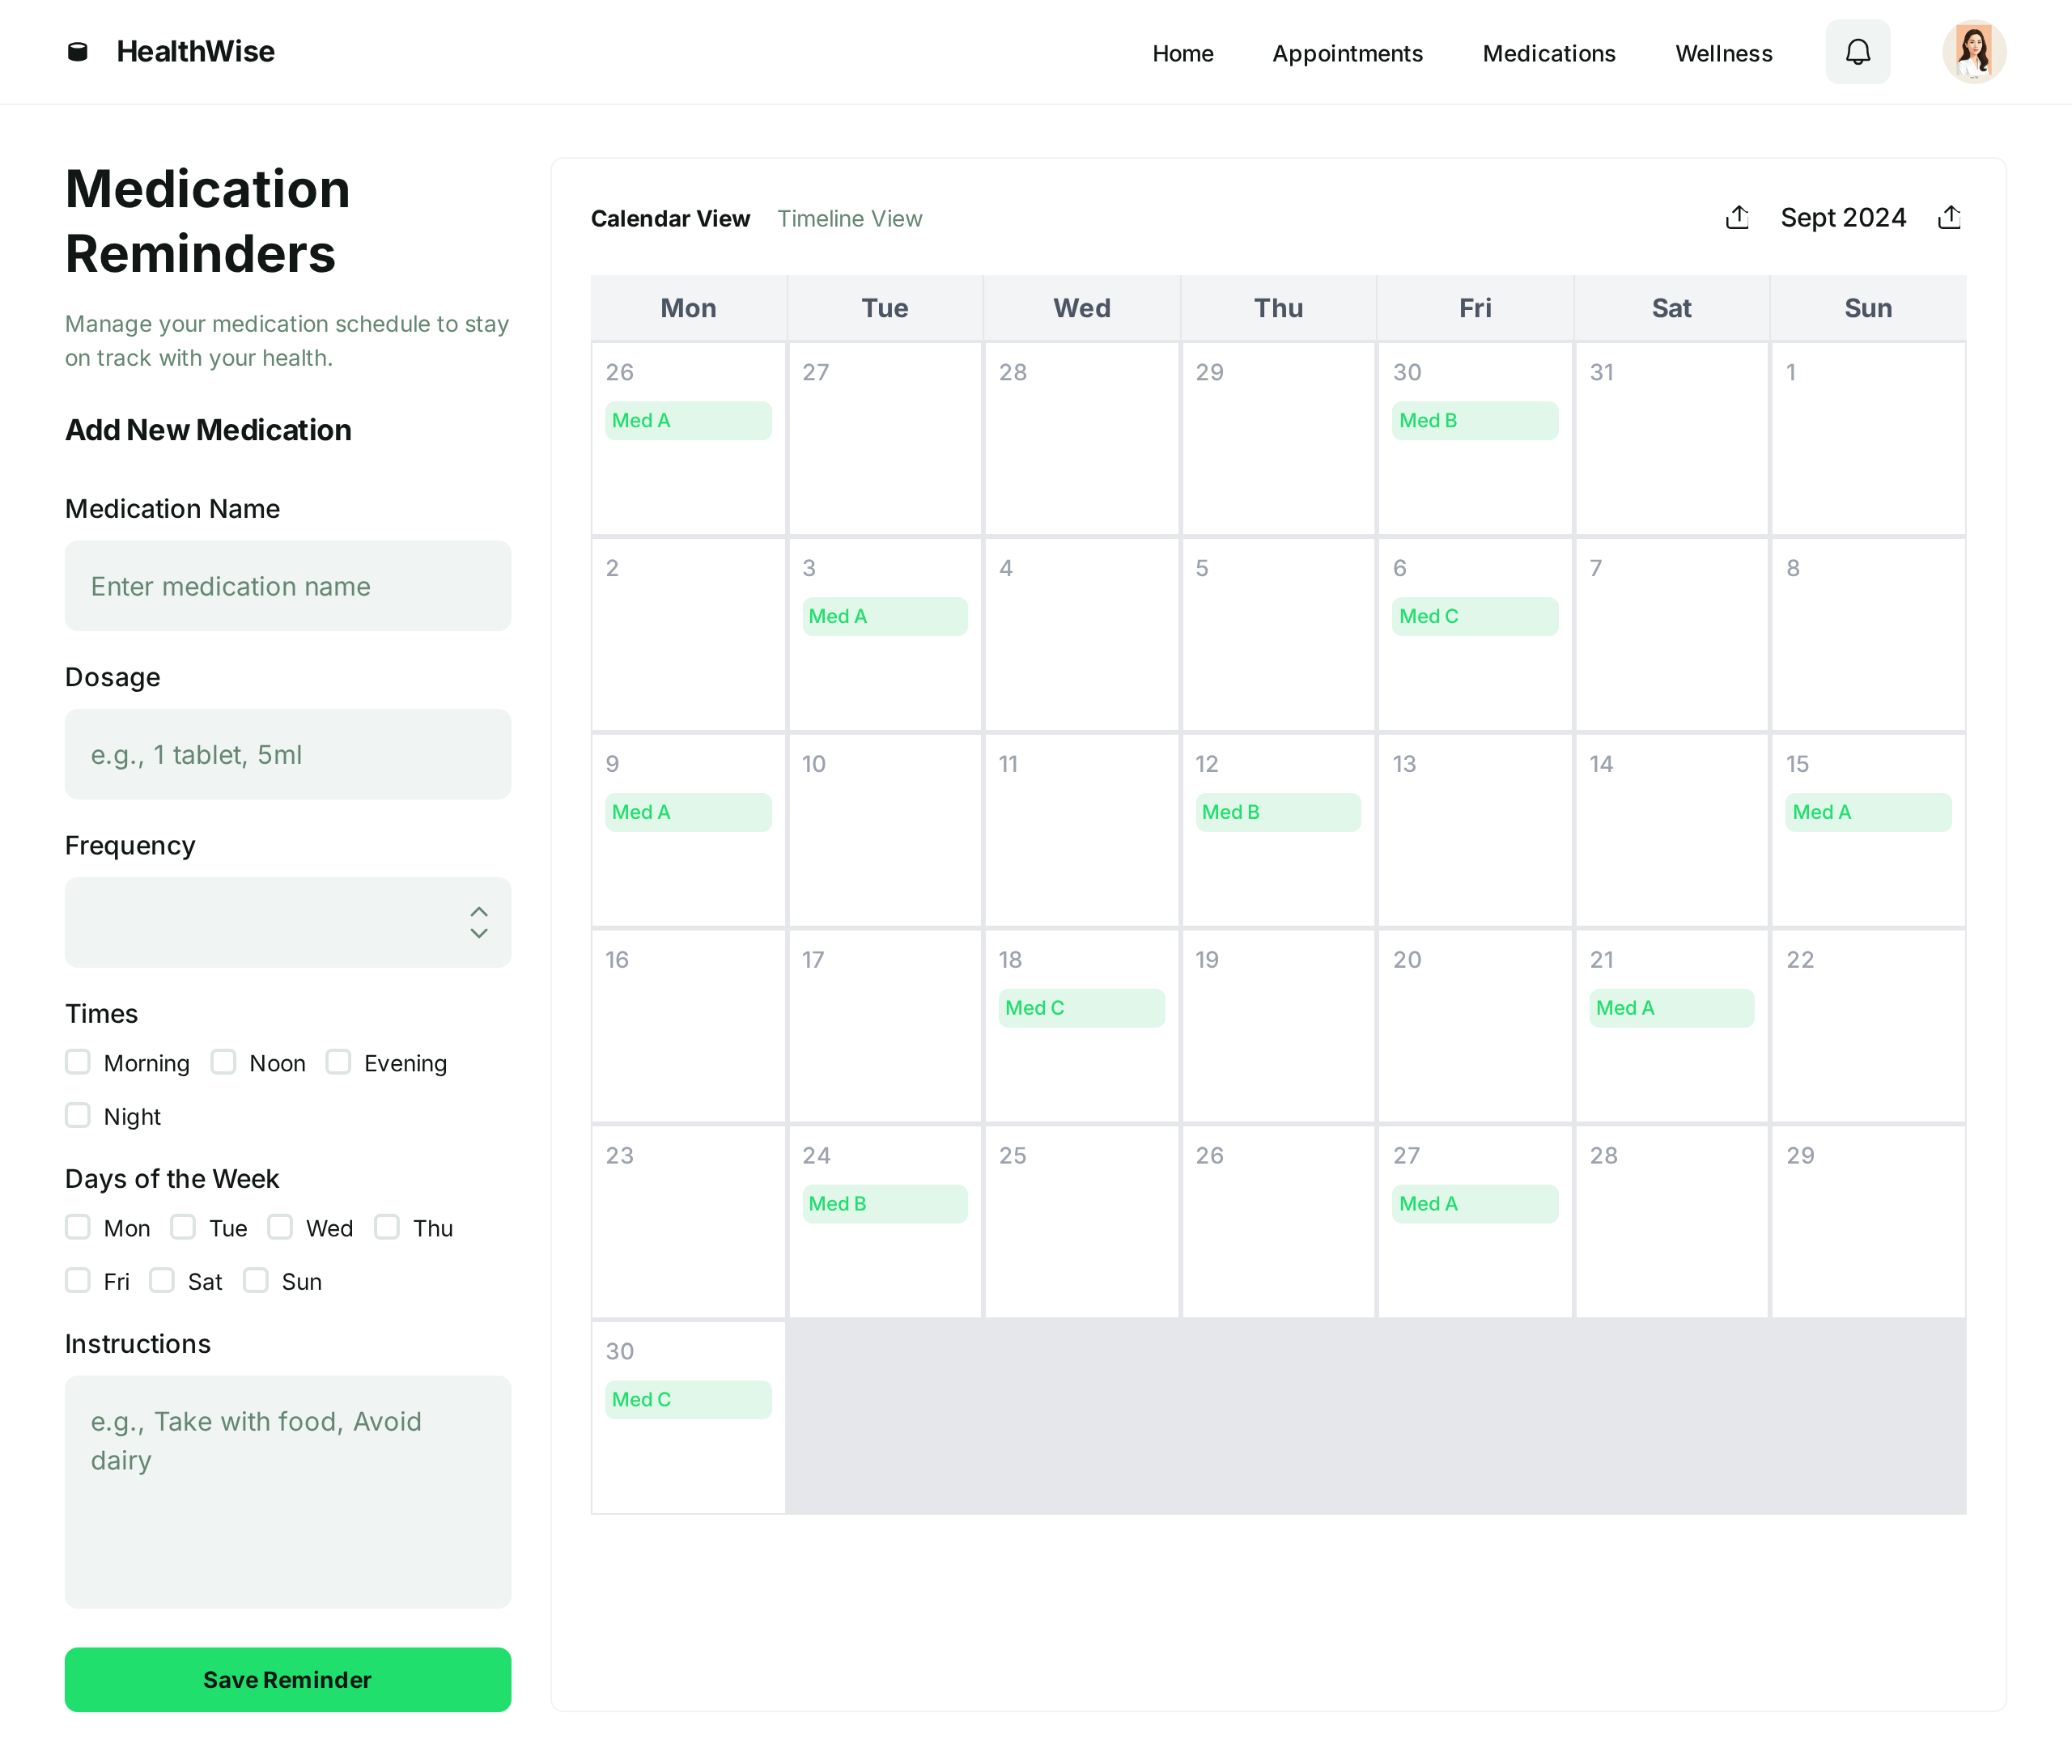 HealthWise
Home
Appointments
Medications
Wellness
Medication
Reminders
Manage your medication schedule to stay
on track with your health.
Add New Medication
Medication Name
Enter medication name
Dosage
e.g., 1 tablet, 5ml
Frequency
Times
Morning
Noon
Evening
Night
Days of the Week
Mon
Tue
Wed
Thu
Fri
Sat
Sun
Instructions
e.g., Take with food, Avoid
dairy
Save Reminder
Calendar View
Timeline View
Sept 2024
Mon
Tue
Wed
Thu
Fri
Sat
Sun
26
Med A
27
28
29
30
Med B
31
1
2
3
Med A
4
5
6
Med C
7
8
9
Med A
10
11
12
Med B
13
14
15
Med A
16
17
18
Med C
19
20
21
Med A
22
23
24
Med B
25
26
27
Med A
28
29
30
Med C